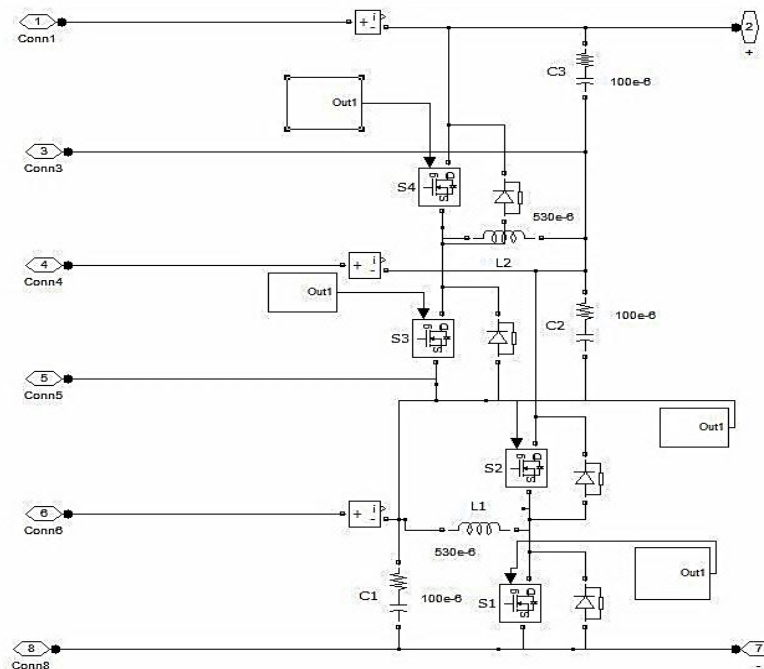 1
Conn1
i
+
-
2
+
C3
100e-6
Out1
3
Conn3
S4
530e-6
L2
4
Conn4
+
i
-
Out1
S3
C2
100e-6
5
Conn5
Out1
S2
L1
6
Conn6
+
i
-
530e-6
Out1
C1
100e-6
S1
8
Conn8
7